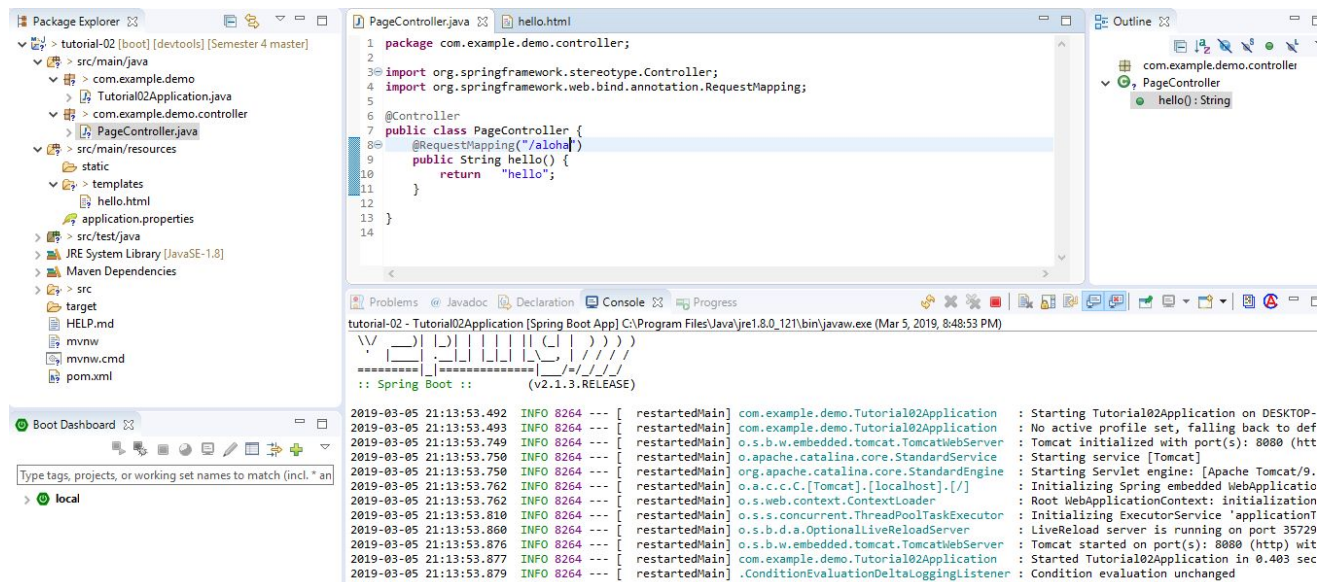 Package Explorer
> tutorial-02 [boot] [devtools] [Semester 4 master]
> src/main/java
> com.example.demo
> Tutorial02Application.java
> com.example.demo.controller
> PageController.java
> src/main/resources
static
> templates
hello.html
application.properties
> src/test/java
JRE System Library [JavaSE-1.8]
Maven Dependencies
> src
target
HELP.md
mvnw
mvnw.cmd
pom.xml
Boot Dashboard
Type tags, projects, or working set names to match (incl. * an
local
PageController.java
hello.html
1 package com.example.demo.controller;
2
3 import org.springframework.stereotype.Controller;
4 import org.springframework.web.bind.annotation.RequestMapping;
5
6 @Controller
7 public class PageController {
8 @RequestMapping("/aloha")
9 public String hello() {
10 return "hello";
11 }
12
13 }
14
Outline
com.example.demo.controller
PageController
hello() : String
Problems @ Javadoc Declaration Console Progress
tutorial-02 - Tutorial02Application [Spring Boot App] C:\Program Files\Java\jre1.8.0_121\bin\javaw.exe (Mar 5, 2019, 8:48:53 PM)
\\/ ___)| |_)| | | | | || (_| | ) ) ) )
' |____| .__|_| |_|_| |_\__, | / / / /
=========|_|==============|___/=/_/_/_/
:: Spring Boot :: (v2.1.3.RELEASE)
2019-03-05 21:13:53.492 INFO 8264 --- [ restartedMain] com.example.demo.Tutorial02Application : Starting Tutorial02Application on DESKTOP-
2019-03-05 21:13:53.493 INFO 8264 --- [ restartedMain] com.example.demo.Tutorial02Application : No active profile set, falling back to def
2019-03-05 21:13:53.749 INFO 8264 --- [ restartedMain] o.s.b.w.embedded.tomcat.TomcatWebServer : Tomcat initialized with port(s): 8080 (htt
2019-03-05 21:13:53.750 INFO 8264 --- [ restartedMain] o.apache.catalina.core.StandardService : Starting service [Tomcat]
2019-03-05 21:13:53.750 INFO 8264 --- [ restartedMain] org.apache.catalina.core.StandardEngine : Starting Servlet engine: [Apache Tomcat/9.
2019-03-05 21:13:53.762 INFO 8264 --- [ restartedMain] o.a.c.c.C.[Tomcat].[localhost].[/] : Initializing Spring embedded WebApplicatio
2019-03-05 21:13:53.762 INFO 8264 --- [ restartedMain] o.s.web.context.ContextLoader : Root WebApplicationContext: initialization
2019-03-05 21:13:53.810 INFO 8264 --- [ restartedMain] o.s.s.concurrent.ThreadPoolTaskExecutor : Initializing ExecutorService 'applicationT
2019-03-05 21:13:53.860 INFO 8264 --- [ restartedMain] o.s.b.d.a.OptionalLiveReloadServer : LiveReload server is running on port 35729
2019-03-05 21:13:53.876 INFO 8264 --- [ restartedMain] o.s.b.w.embedded.tomcat.TomcatWebServer : Tomcat started on port(s): 8080 (http) wit
2019-03-05 21:13:53.877 INFO 8264 --- [ restartedMain] com.example.demo.Tutorial02Application : Started Tutorial02Application in 0.403 sec
2019-03-05 21:13:53.879 INFO 8264 --- [ restartedMain] .ConditionEvaluationDeltaLoggingListener : Condition evaluation unchanged